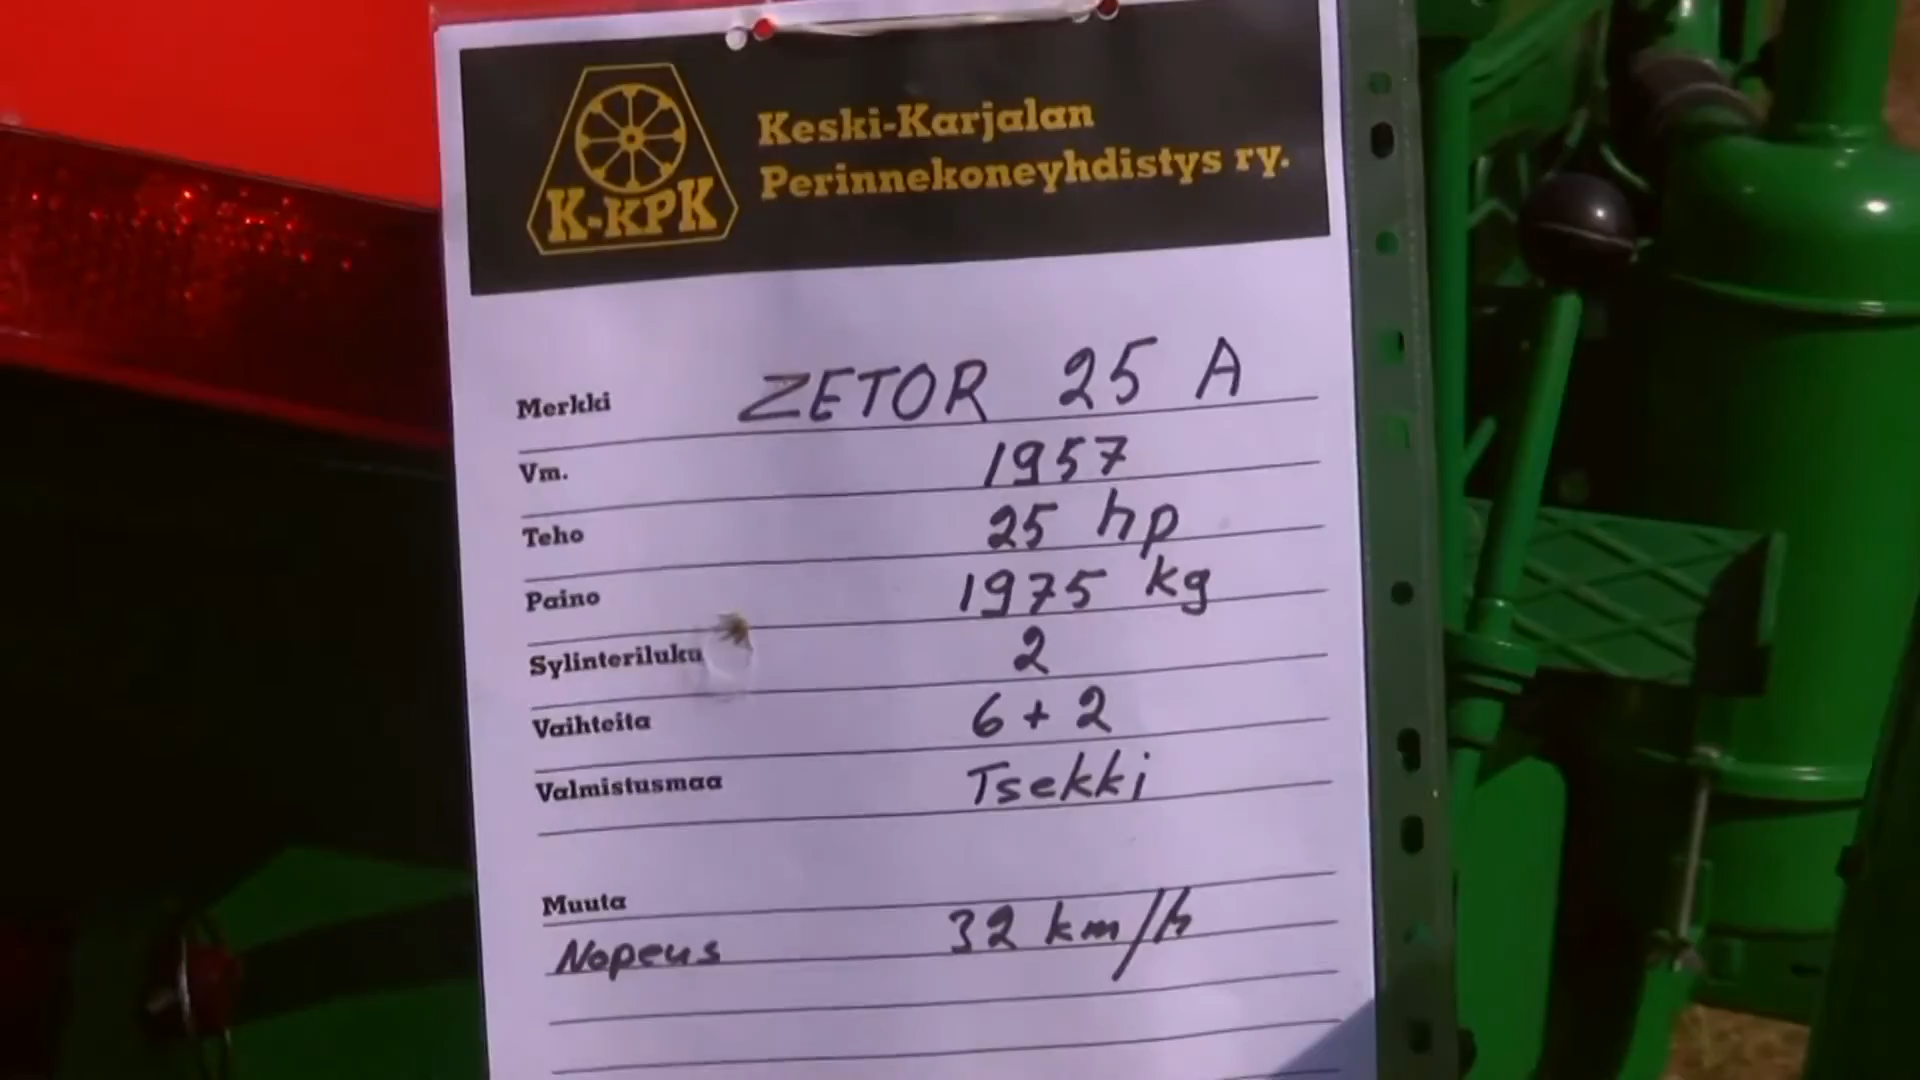 K-KPK
Keski-Karjalan
Perinnekoneyhdistys ry.
Merkki ZETOR 25 A
Vm. 1957
Teho 25 hp
Paino 1975 kg
Sylinteriluku 2
Vaihteita 6+2
Valmistusmaa Tsekki
Muuta
Nopeus 32 km/h